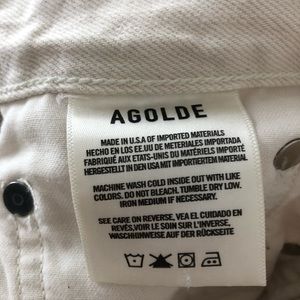 AGOLDE
MADE IN U.S.A OF IMPORTED MATERIALS
HECHO EN LOS EE.UU DE METERIALES IMPORTADO
FABRIQUÉ AUX ETATS-UNIS DU MATÉRIELS IMPORTÉ
HERGESTELLT IN DEN USA MIT IMPORTIERTEM MATERIAL
MACHINE WASH COLD INSIDE OUT WITH LIKE
COLORS. DO NOT BLEACH. TUMBLE DRY LOW.
IRON MEDIUM IF NECESSARY.
SEE CARE ON REVERSE, VEA EL CUIDADO EN
REVÉS,VOIR LE SOIN SUR L'INVERSE,
WASCHHINWEISE AUF DER RÜCKSEITE